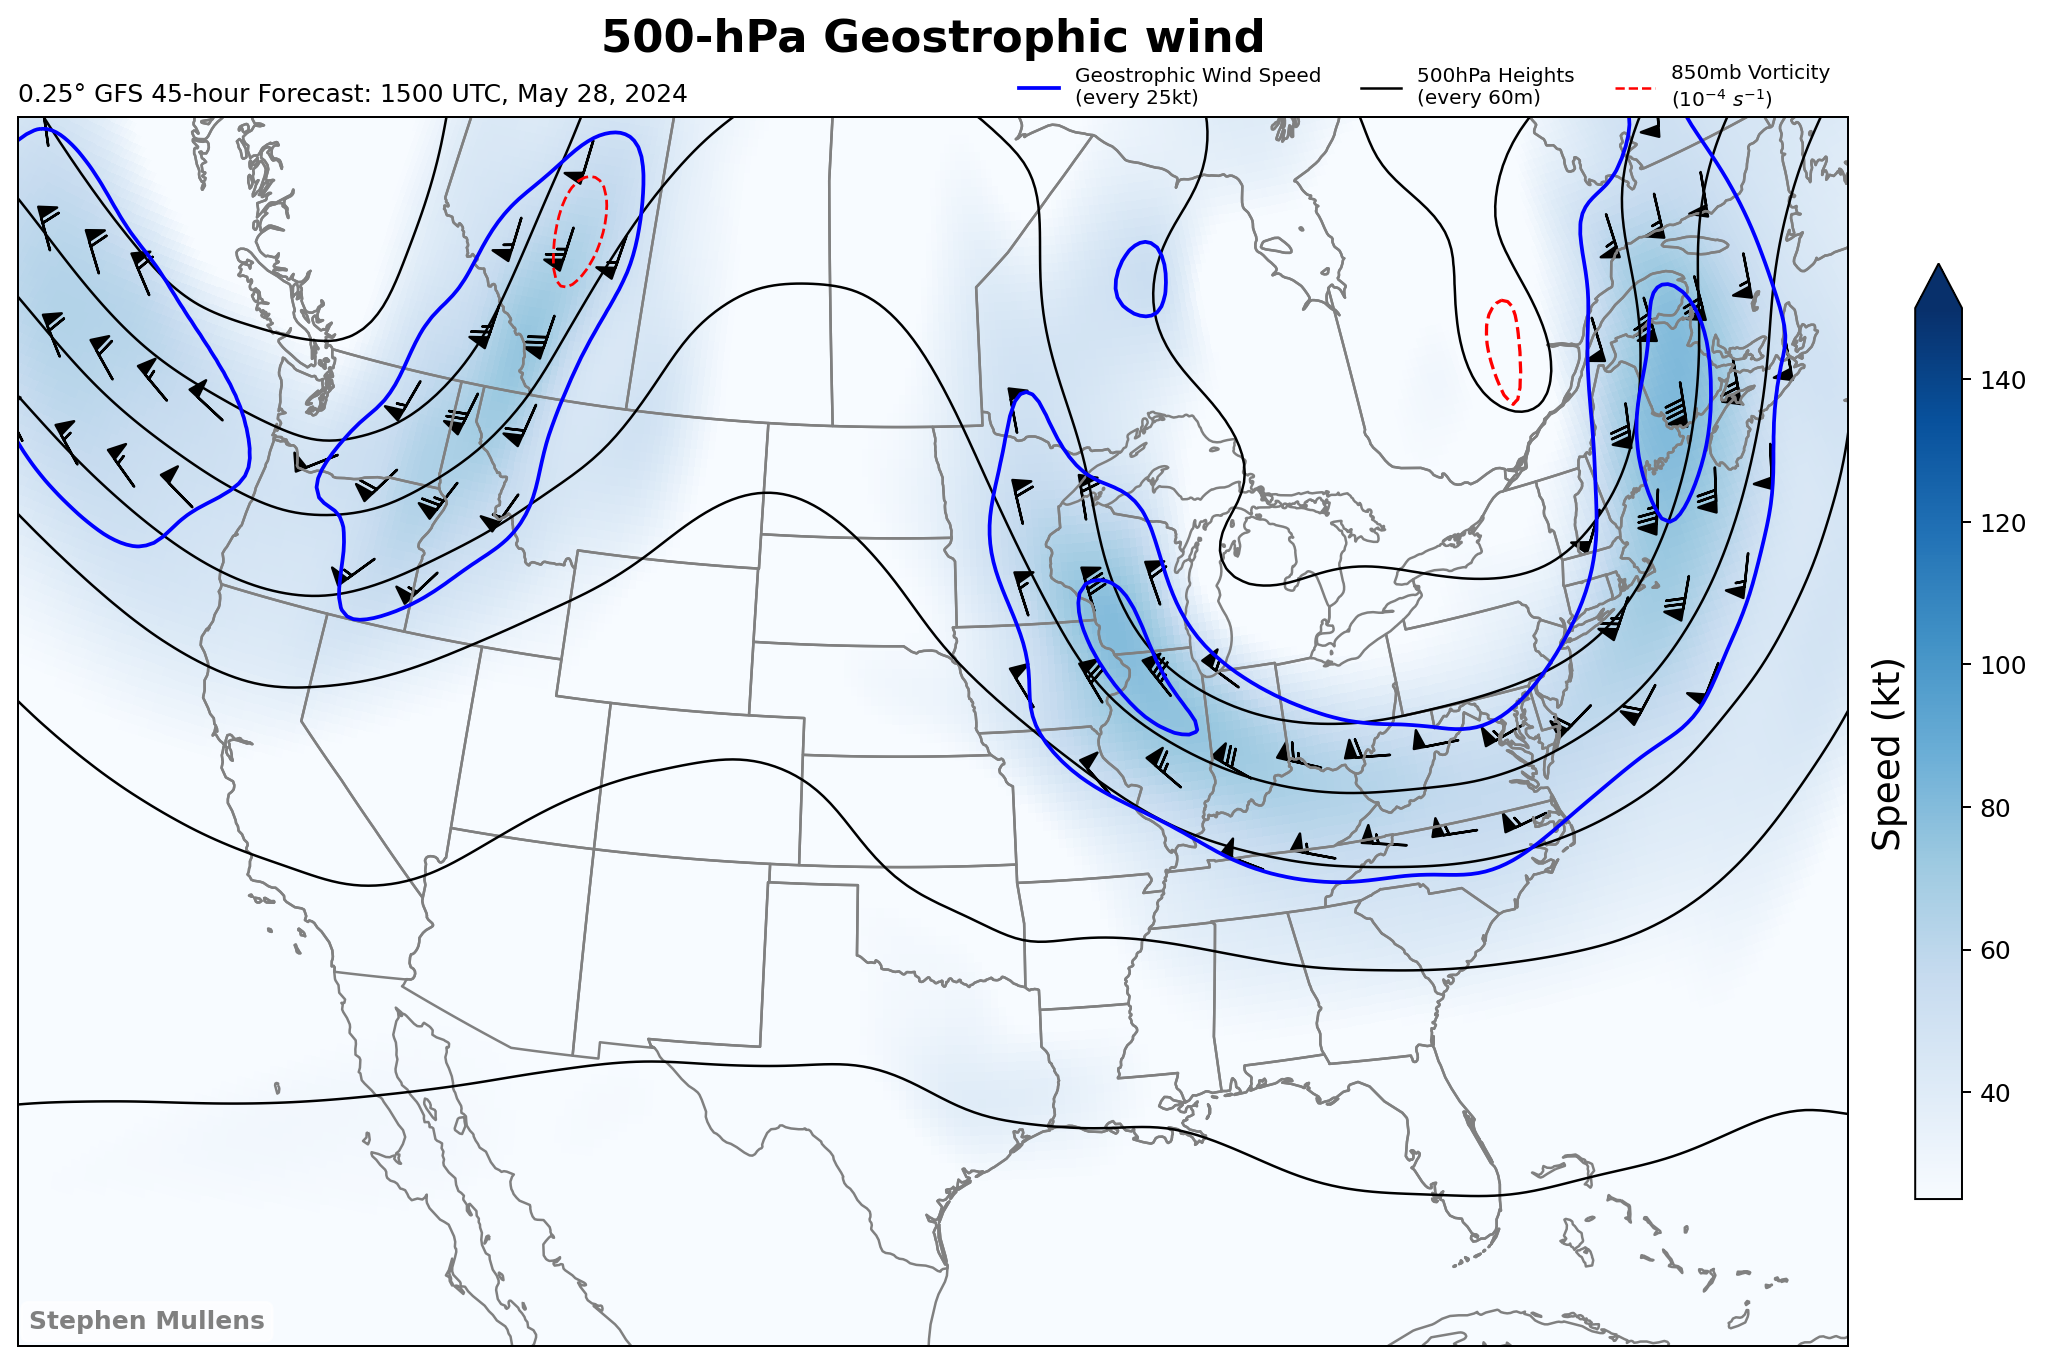 500-hPa Geostrophic wind
0.25° GFS 45-hour Forecast: 1500 UTC, May 28, 2024
Geostrophic Wind Speed
(every 25kt)
500hPa Heights
(every 60m)
850mb Vorticity
(10⁻⁴ s⁻¹)
140
120
100
80
60
40
Speed (kt)
Stephen Mullens